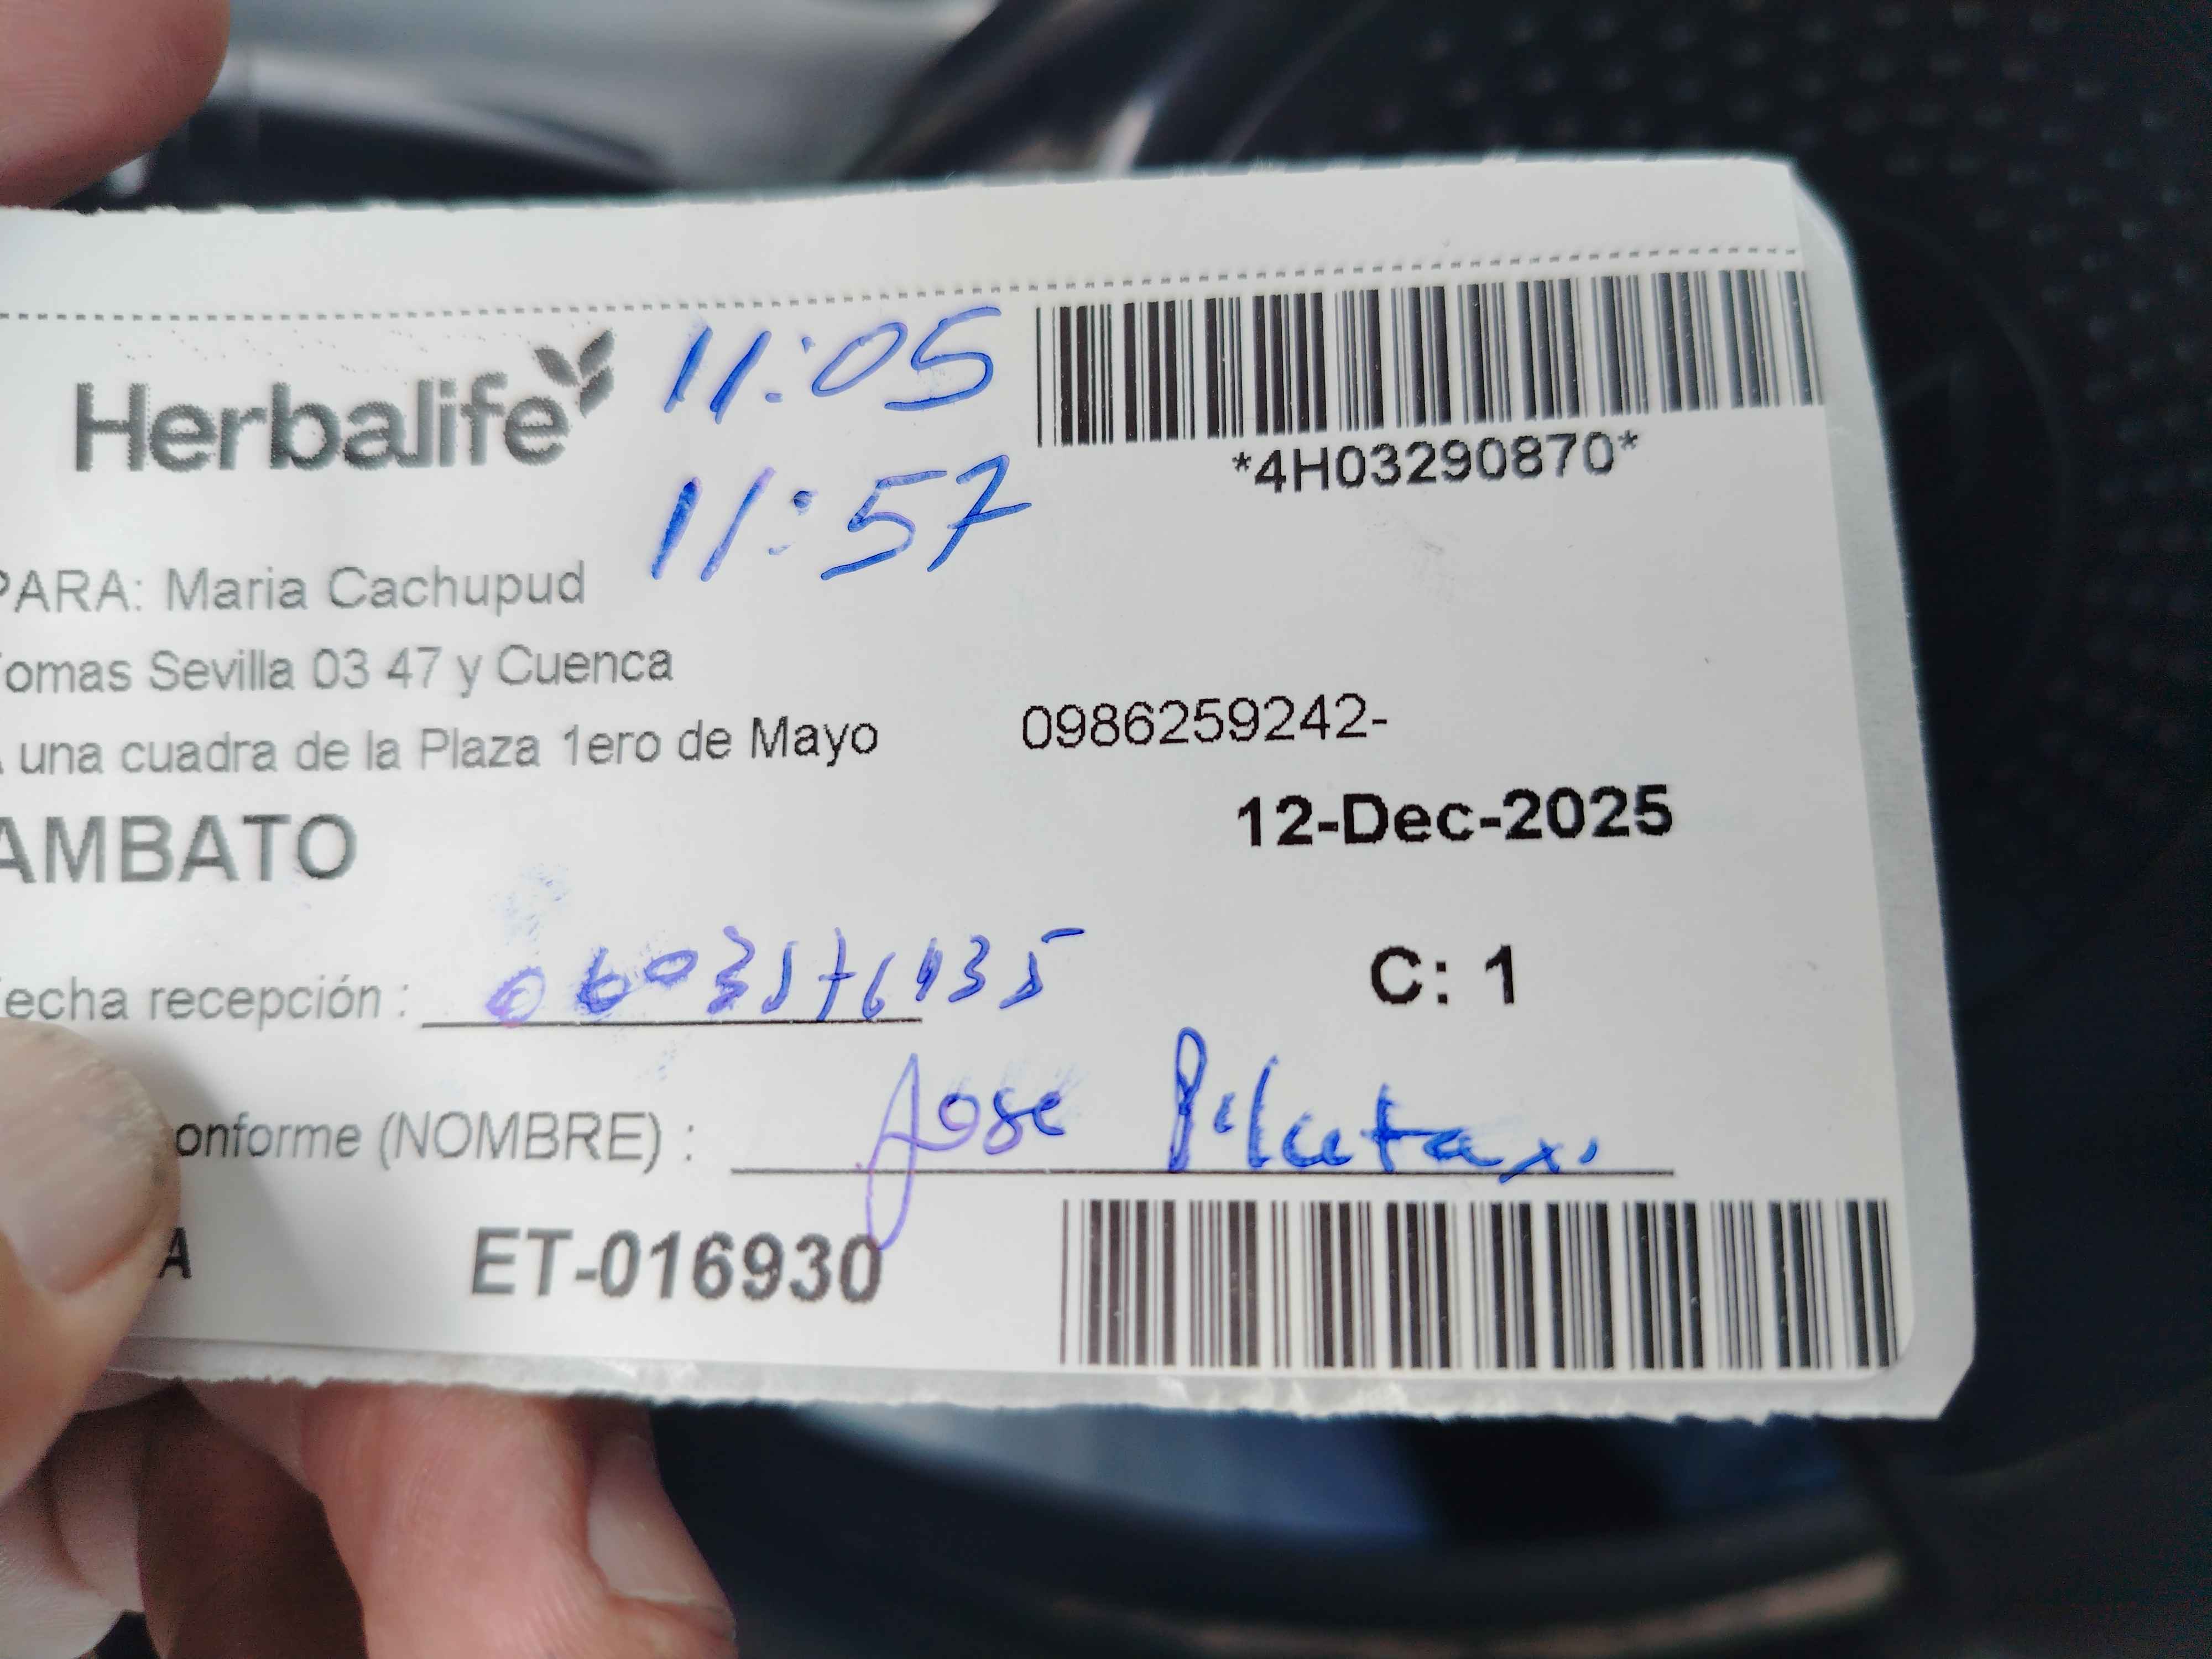 Herbalife
11:05
11:57
*4H03290870*
PARA: Maria Cachupud
Tomas Sevilla 03 47 y Cuenca
una cuadra de la Plaza 1ero de Mayo
0986259242-
AMBATO
12-Dec-2025
fecha recepción :
C: 1
onforme (NOMBRE) : Jose
A
ET-016930